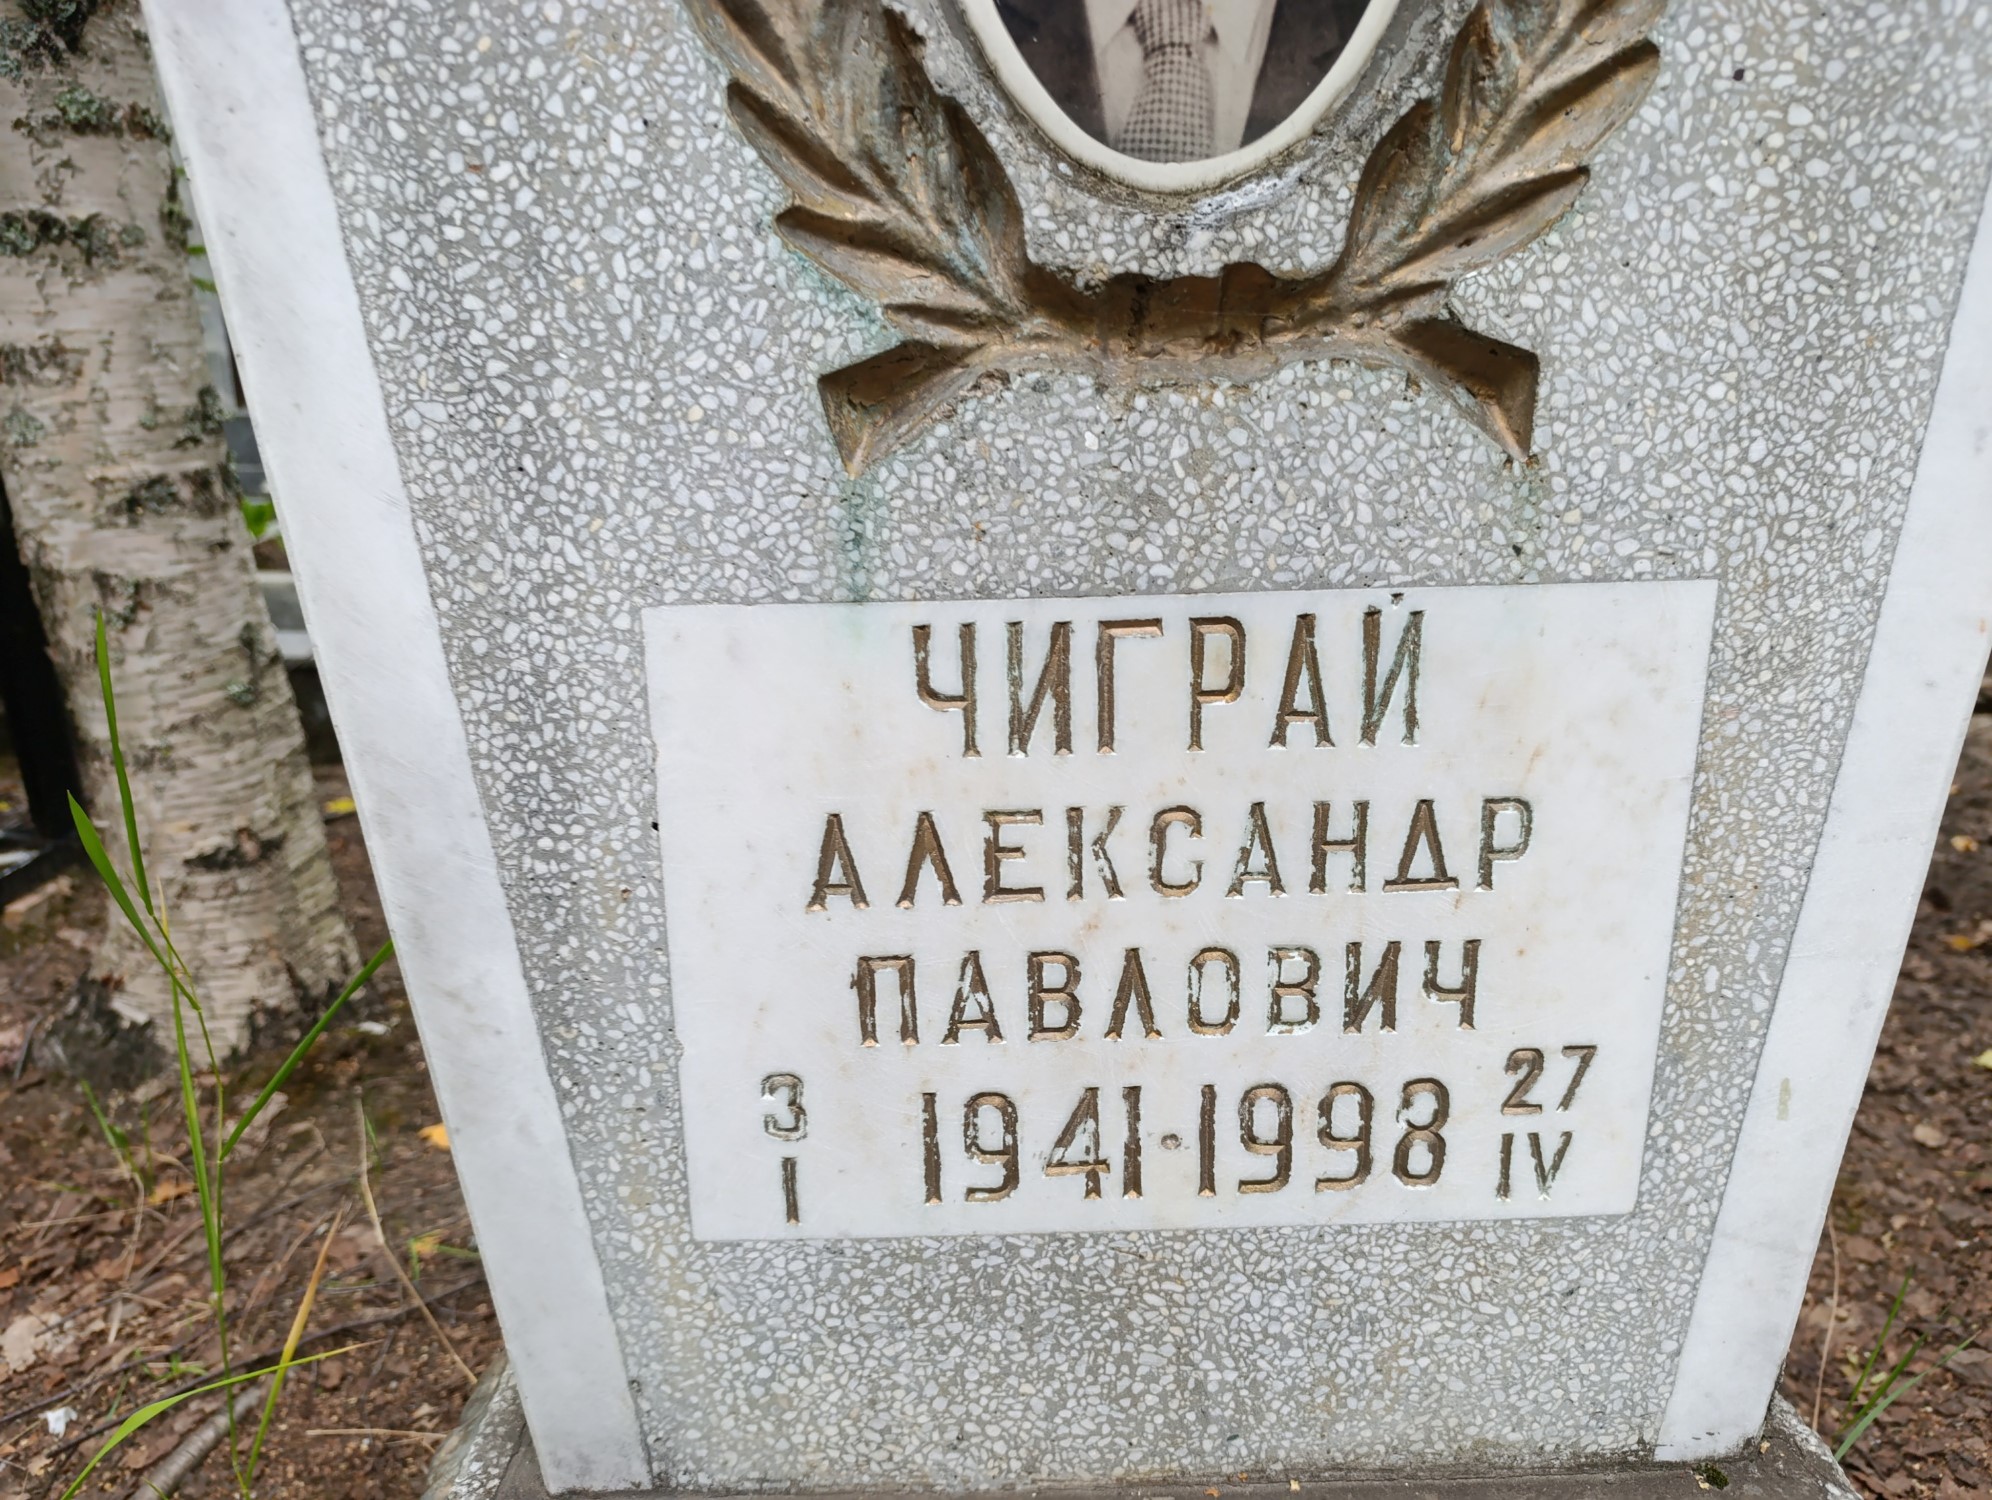 ЧИГРАЙ
АЛЕКСАНДР
ПАВЛОВИЧ
3 1941·1998 27
I IV